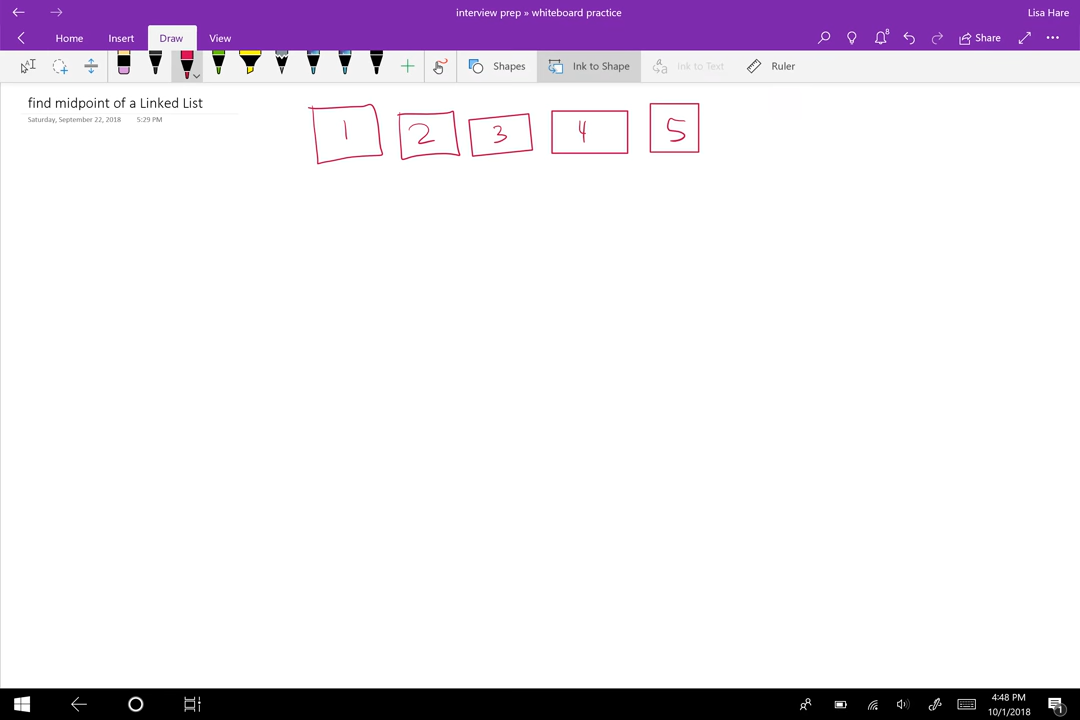 interview prep » whiteboard practice
Lisa Hare
Home Insert Draw View
8
Share
Shapes Ink to Shape Ink to Text Ruler
find midpoint of a Linked List
Saturday, September 22, 2018 5:29 PM
1 2 3 4 5
4:48 PM
10/1/2018
1